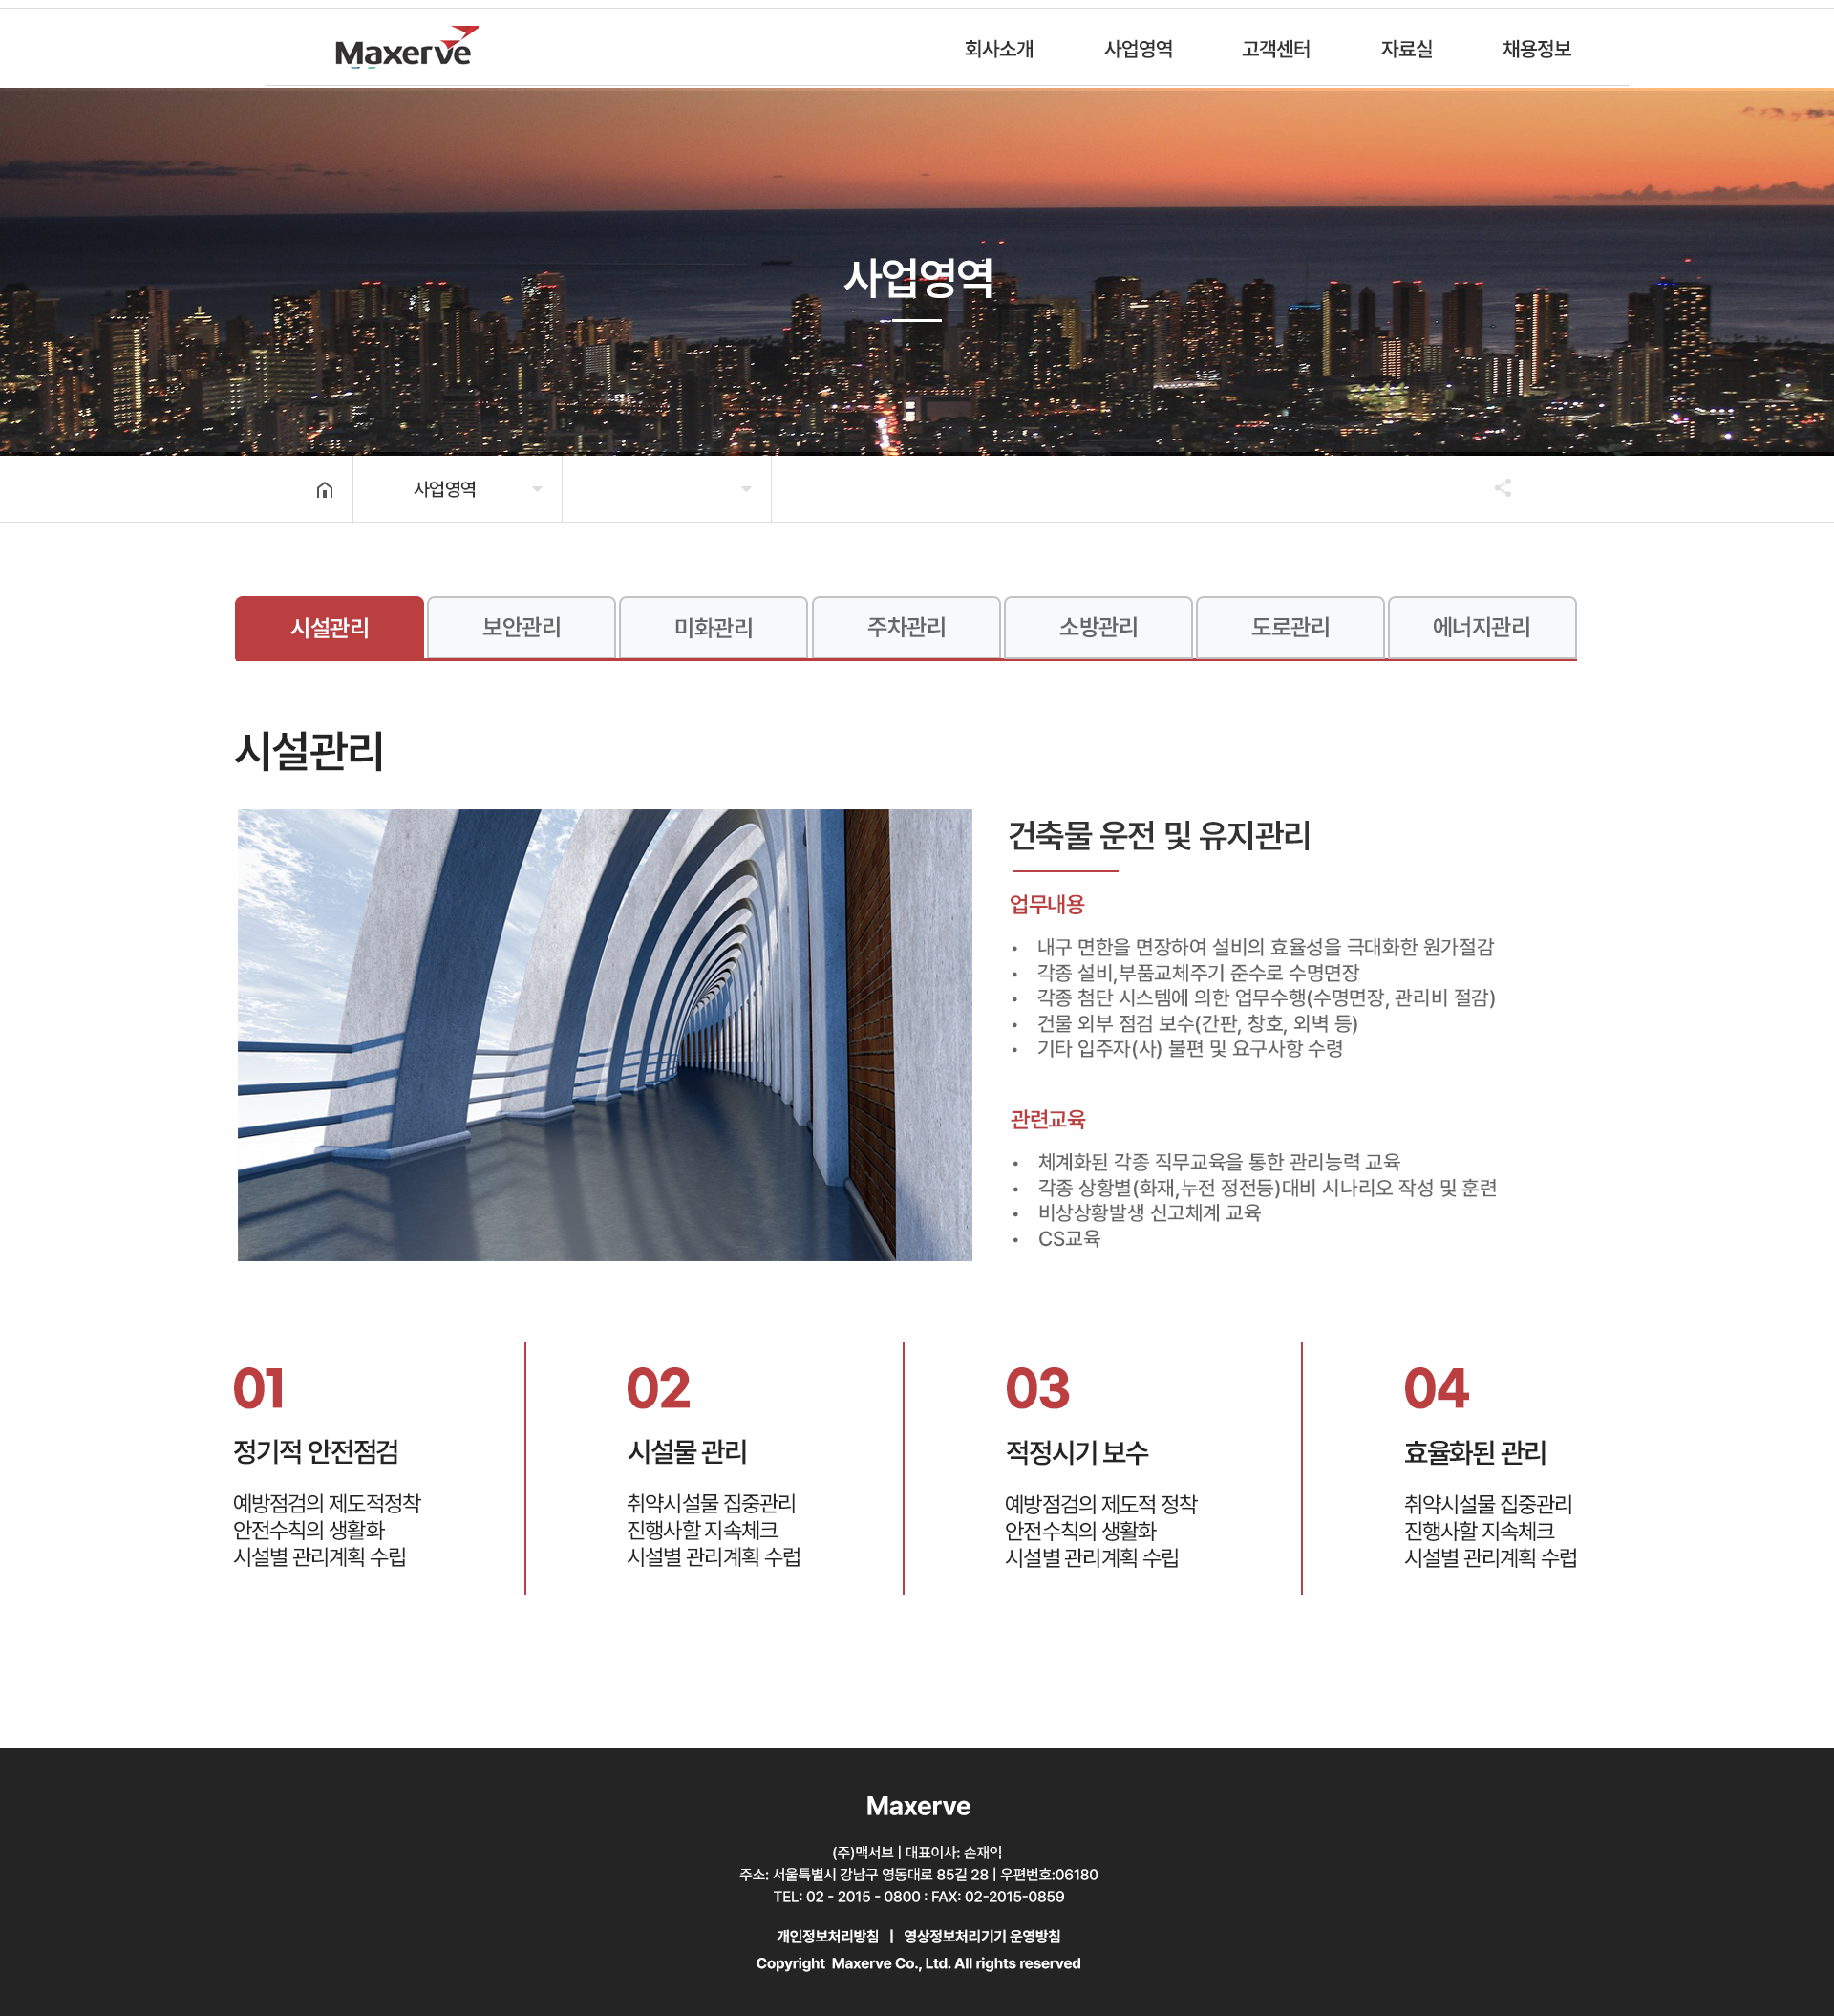 Maxerve
회사소개 사업영역 고객센터 자료실 채용정보
사업영역
사업영역
시설관리 보안관리 미화관리 주차관리 소방관리 도로관리 에너지관리
시설관리
건축물 운전 및 유지관리
업무내용
• 내구 면한을 면장하여 설비의 효율성을 극대화한 원가절감
• 각종 설비,부품교체주기 준수로 수명면장
• 각종 첨단 시스템에 의한 업무수행(수명면장, 관리비 절감)
• 건물 외부 점검 보수(간판, 창호, 외벽 등)
• 기타 입주자(사) 불편 및 요구사항 수령
관련교육
• 체계화된 각종 직무교육을 통한 관리능력 교육
• 각종 상황별(화재,누전 정전등)대비 시나리오 작성 및 훈련
• 비상상황발생 신고체계 교육
• CS교육
01
정기적 안전점검
예방점검의 제도적정착
안전수칙의 생활화
시설별 관리계획 수립
02
시설물 관리
취약시설물 집중관리
진행사할 지속체크
시설별 관리계획 수럽
03
적정시기 보수
예방점검의 제도적 정착
안전수칙의 생활화
시설별 관리계획 수립
04
효율화된 관리
취약시설물 집중관리
진행사할 지속체크
시설별 관리계획 수럽
Maxerve
(주)맥서브 | 대표이사: 손재익
주소: 서울특별시 강남구 영동대로 85길 28 | 우편번호:06180
TEL: 02 - 2015 - 0800 : FAX: 02-2015-0859
개인정보처리방침 | 영상정보처리기기 운영방침
Copyright Maxerve Co., Ltd. All rights reserved